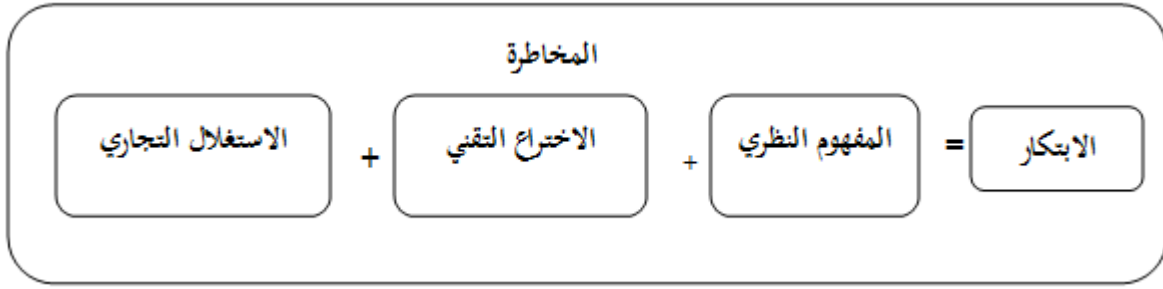 المخاطرة
الابتكار = المفهوم النظري + الاختراع التقني + الاستغلال التجاري